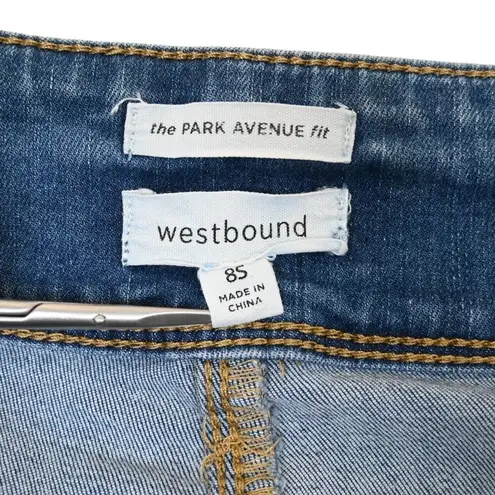 the PARK AVENUE fit
westbound
8S
MADE IN
CHINA